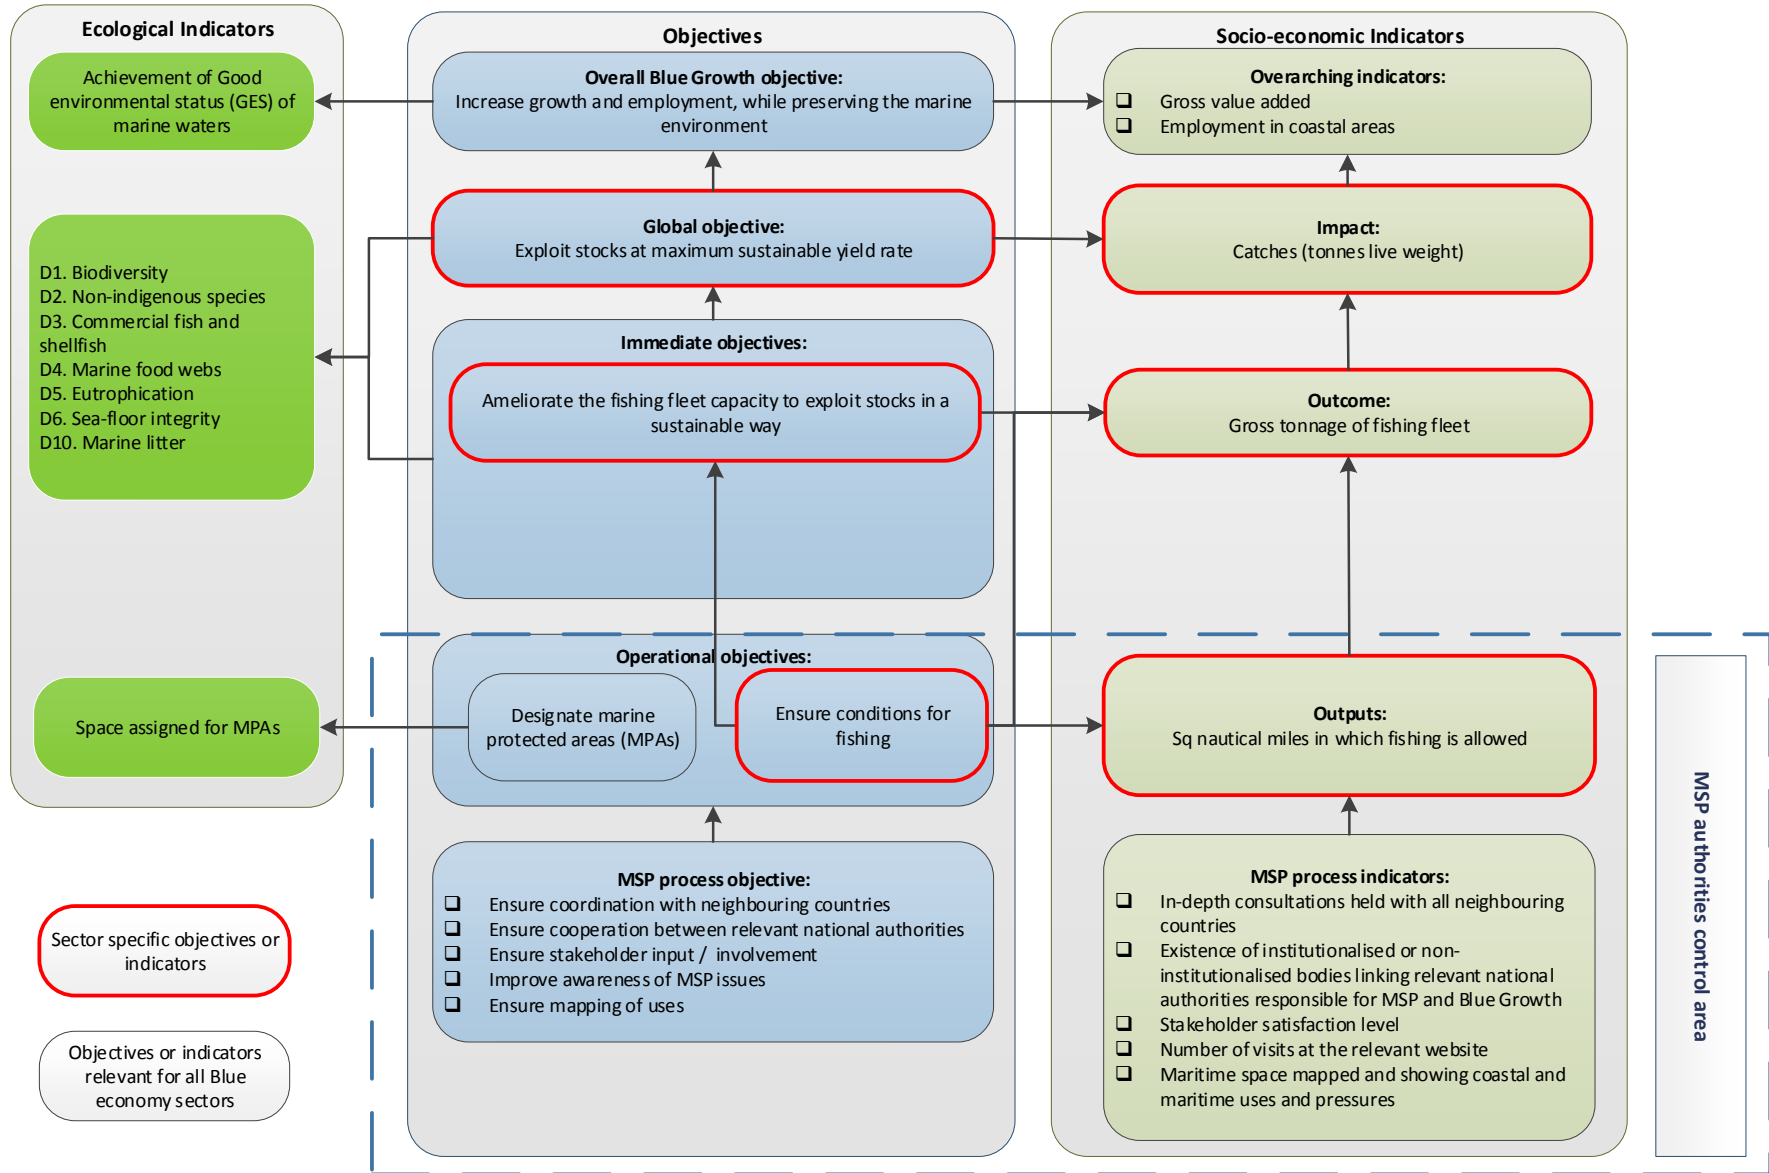 Ecological Indicators
Achievement of Good
environmental status (GES) of
marine waters
D1. Biodiversity
D2. Non-indigenous species
D3. Commercial fish and
shellfish
D4. Marine food webs
D5. Eutrophication
D6. Sea-floor integrity
D10. Marine litter
Space assigned for MPAs
Sector specific objectives or
indicators
Objectives or indicators
relevant for all Blue
economy sectors
Objectives
Overall Blue Growth objective:
Increase growth and employment, while preserving the marine
environment
Global objective:
Exploit stocks at maximum sustainable yield rate
Immediate objectives:
Ameliorate the fishing fleet capacity to exploit stocks in a
sustainable way
Operational objectives:
Designate marine
protected areas (MPAs)
Ensure conditions for
fishing
MSP process objective:
❑ Ensure coordination with neighbouring countries
❑ Ensure cooperation between relevant national authorities
❑ Ensure stakeholder input / involvement
❑ Improve awareness of MSP issues
❑ Ensure mapping of uses
Socio-economic Indicators
Overarching indicators:
❑ Gross value added
❑ Employment in coastal areas
Impact:
Catches (tonnes live weight)
Outcome:
Gross tonnage of fishing fleet
Outputs:
Sq nautical miles in which fishing is allowed
MSP process indicators:
❑ In-depth consultations held with all neighbouring
countries
❑ Existence of institutionalised or non-
institutionalised bodies linking relevant national
authorities responsible for MSP and Blue Growth
❑ Stakeholder satisfaction level
❑ Number of visits at the relevant website
❑ Maritime space mapped and showing coastal and
maritime uses and pressures
MSP authorities control area